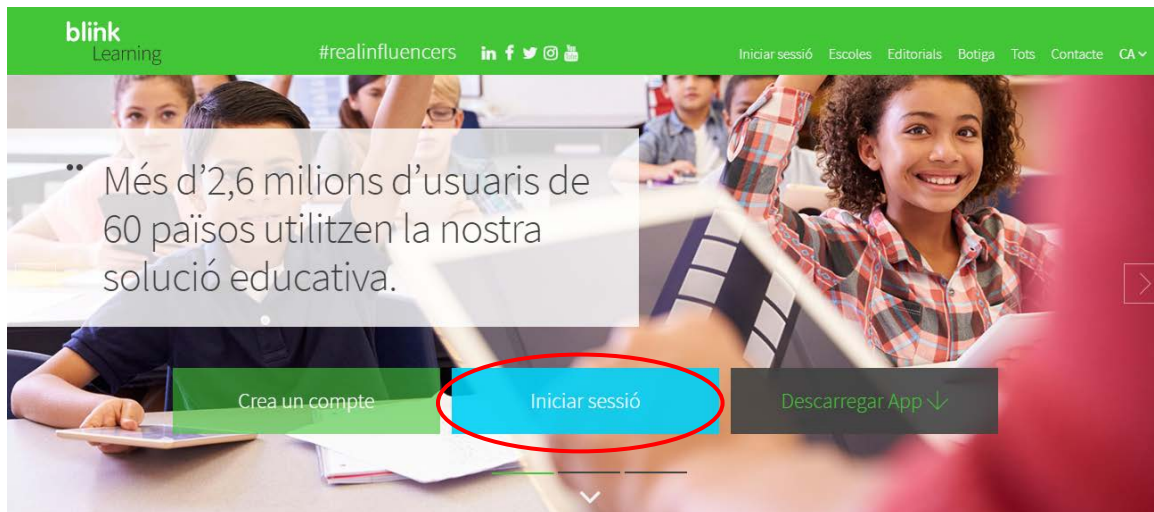 blink
Learning
#realinfluencers
Iniciar sessió Escoles Editorials Botiga Tots Contacte CA
Més d'2,6 milions d'usuaris de
60 països utilitzen la nostra
solució educativa.
Crea un compte
Iniciar sessió
Descarregar App